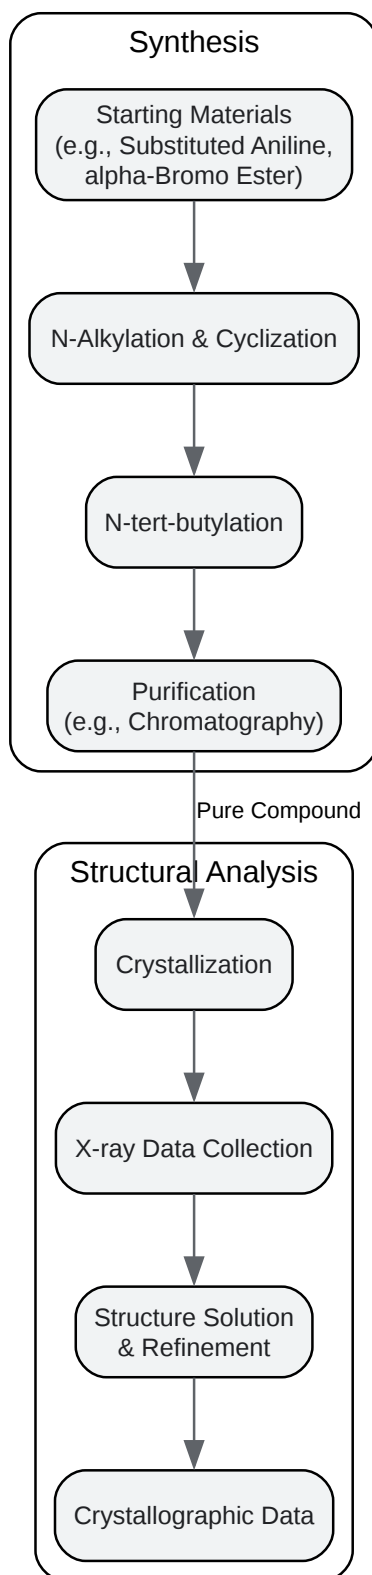 Synthesis
Starting Materials
(e.g., Substituted Aniline,
alpha-Bromo Ester)
N-Alkylation & Cyclization
N-tert-butylation
Purification
(e.g., Chromatography)
Pure Compound
Structural Analysis
Crystallization
X-ray Data Collection
Structure Solution
& Refinement
Crystallographic Data